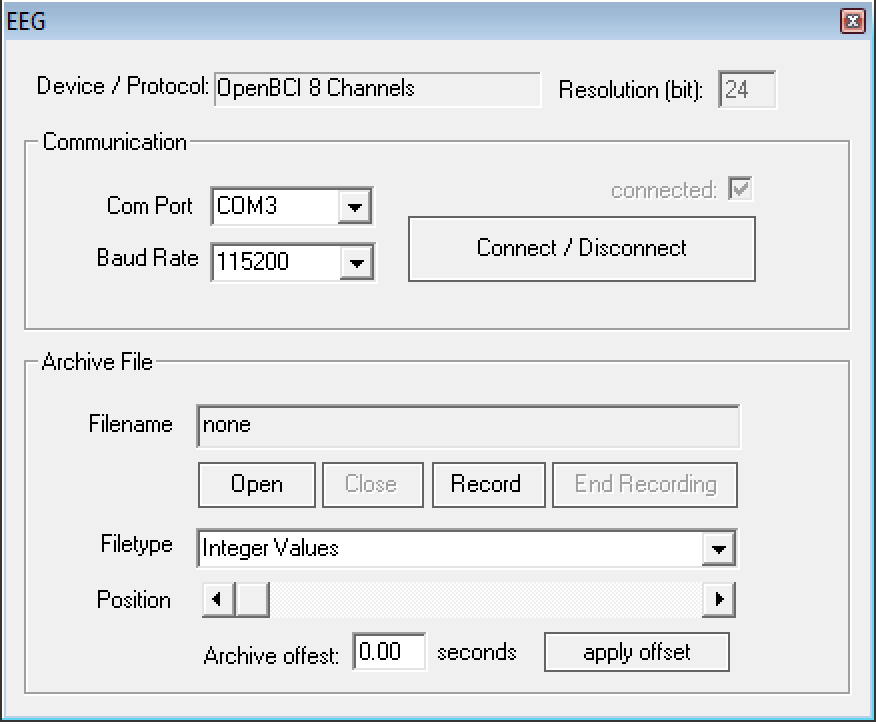 EEG
Device / Protocol: OpenBCI 8 Channels Resolution (bit): 24
Communication
connected:
Com Port COM3
Connect / Disconnect
Baud Rate 115200
Archive File
Filename none
Open Close Record End Recording
Filetype Integer Values
Position
Archive offest: 0.00 seconds apply offset